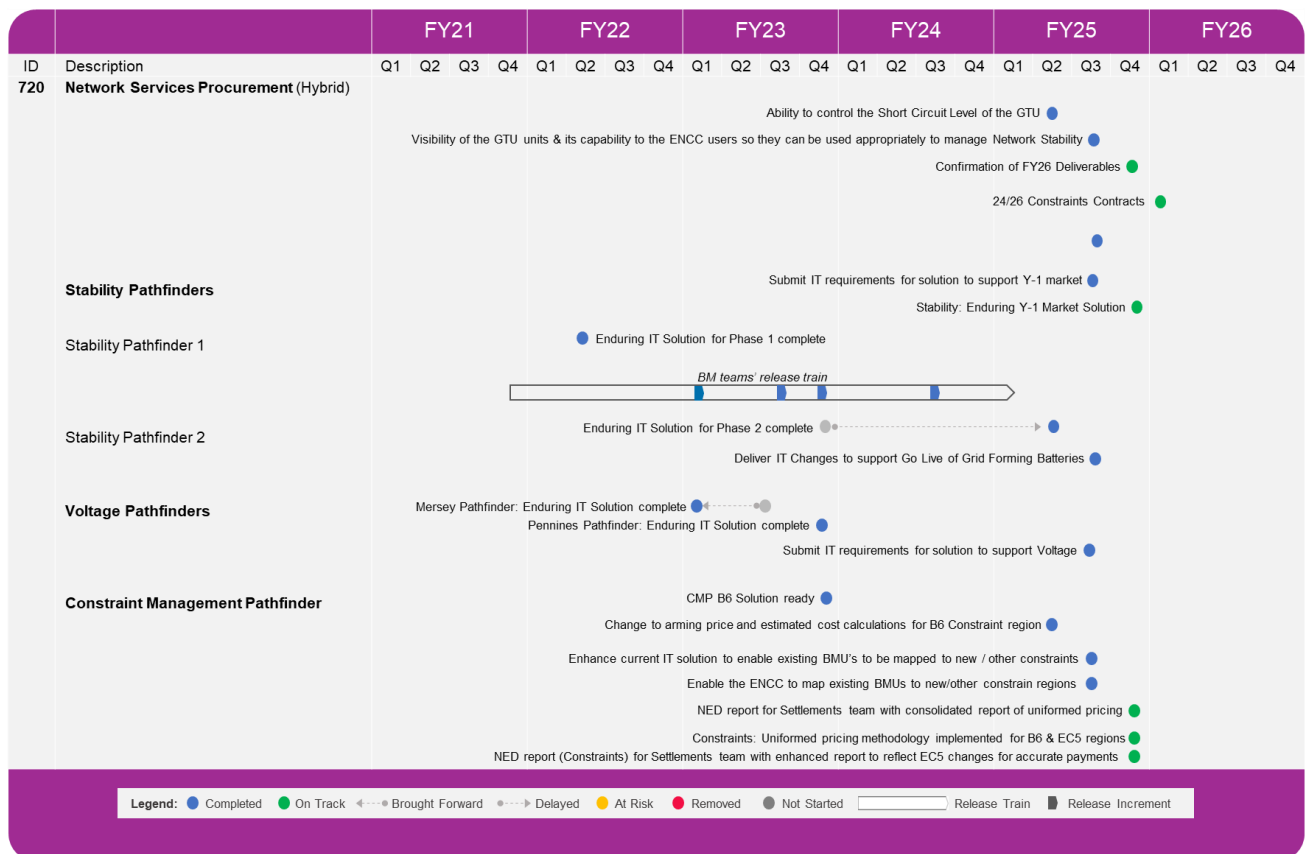 FY21 FY22 FY23 FY24 FY25 FY26
ID Description Q1 Q2 Q3 Q4 Q1 Q2 Q3 Q4 Q1 Q2 Q3 Q4 Q1 Q2 Q3 Q4 Q1 Q2 Q3 Q4 Q1 Q2 Q3 Q4
720 Network Services Procurement (Hybrid)
Ability to control the Short Circuit Level of the GTU
Visibility of the GTU units & its capability to the ENCC users so they can be used appropriately to manage Network Stability
Confirmation of FY26 Deliverables
24/26 Constraints Contracts
Submit IT requirements for solution to support Y-1 market
Stability Pathfinders
Stability: Enduring Y-1 Market Solution
Stability Pathfinder 1
Enduring IT Solution for Phase 1 complete
BM teams' release train
Enduring IT Solution for Phase 2 complete
Stability Pathfinder 2
Deliver IT Changes to support Go Live of Grid Forming Batteries
Mersey Pathfinder: Enduring IT Solution complete
Voltage Pathfinders
Pennines Pathfinder: Enduring IT Solution complete
Submit IT requirements for solution to support Voltage
CMP B6 Solution ready
Constraint Management Pathfinder
Change to arming price and estimated cost calculations for B6 Constraint region
Enhance current IT solution to enable existing BMU's to be mapped to new / other constraints
Enable the ENCC to map existing BMUs to new/other constrain regions
NED report for Settlements team with consolidated report of uniformed pricing
Constraints: Uniformed pricing methodology implemented for B6 & EC5 regions
NED report (Constraints) for Settlements team with enhanced report to reflect EC5 changes for accurate payments
Legend: Completed On Track Brought Forward Delayed At Risk Removed Not Started Release Train Release Increment